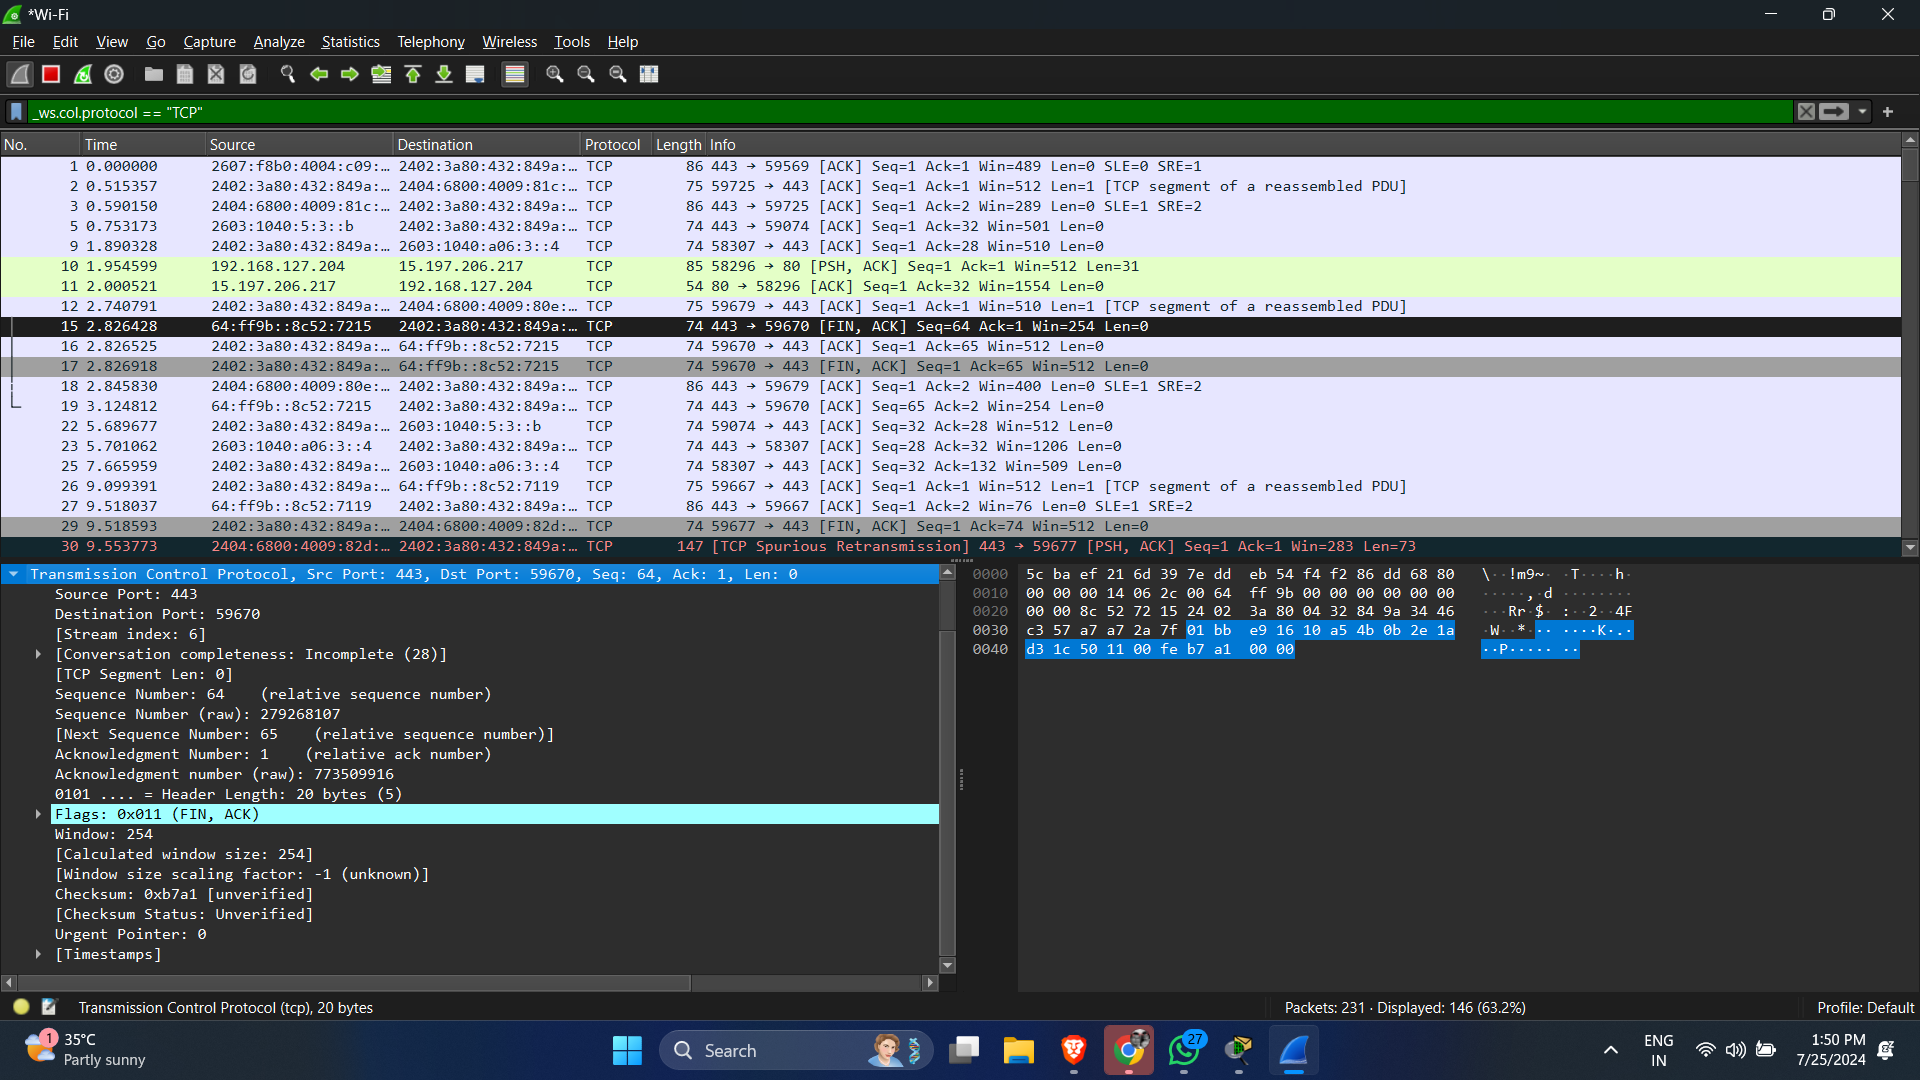 *Wi-Fi
File Edit View Go Capture Analyze Statistics Telephony Wireless Tools Help
_ws.col.protocol == "TCP"
No. Time Source Destination Protocol Length Info
1 0.000000 2607:f8b0:4004:c09:… 2402:3a80:432:849a:… TCP 86 443 → 59569 [ACK] Seq=1 Ack=1 Win=489 Len=0 SLE=0 SRE=1
2 0.515357 2402:3a80:432:849a:… 2404:6800:4009:81c:… TCP 75 59725 → 443 [ACK] Seq=1 Ack=1 Win=512 Len=1 [TCP segment of a reassembled PDU]
3 0.590150 2404:6800:4009:81c:… 2402:3a80:432:849a:… TCP 86 443 → 59725 [ACK] Seq=1 Ack=2 Win=289 Len=0 SLE=1 SRE=2
5 0.753173 2603:1040:5:3::b 2402:3a80:432:849a:… TCP 74 443 → 59074 [ACK] Seq=1 Ack=32 Win=501 Len=0
9 1.890328 2402:3a80:432:849a:… 2603:1040:a06:3::4 TCP 74 58307 → 443 [ACK] Seq=1 Ack=28 Win=510 Len=0
10 1.954599 192.168.127.204 15.197.206.217 TCP 85 58296 → 80 [PSH, ACK] Seq=1 Ack=1 Win=512 Len=31
11 2.000521 15.197.206.217 192.168.127.204 TCP 54 80 → 58296 [ACK] Seq=1 Ack=32 Win=1554 Len=0
12 2.740791 2402:3a80:432:849a:… 2404:6800:4009:80e:… TCP 75 59679 → 443 [ACK] Seq=1 Ack=1 Win=510 Len=1 [TCP segment of a reassembled PDU]
15 2.826428 64:ff9b::8c52:7215 2402:3a80:432:849a:… TCP 74 443 → 59670 [FIN, ACK] Seq=64 Ack=1 Win=254 Len=0
16 2.826525 2402:3a80:432:849a:… 64:ff9b::8c52:7215 TCP 74 59670 → 443 [ACK] Seq=1 Ack=65 Win=512 Len=0
17 2.826918 2402:3a80:432:849a:… 64:ff9b::8c52:7215 TCP 74 59670 → 443 [FIN, ACK] Seq=1 Ack=65 Win=512 Len=0
18 2.845830 2404:6800:4009:80e:… 2402:3a80:432:849a:… TCP 86 443 → 59679 [ACK] Seq=1 Ack=2 Win=400 Len=0 SLE=1 SRE=2
19 3.124812 64:ff9b::8c52:7215 2402:3a80:432:849a:… TCP 74 443 → 59670 [ACK] Seq=65 Ack=2 Win=254 Len=0
22 5.689677 2402:3a80:432:849a:… 2603:1040:5:3::b TCP 74 59074 → 443 [ACK] Seq=32 Ack=28 Win=512 Len=0
23 5.701062 2603:1040:a06:3::4 2402:3a80:432:849a:… TCP 74 443 → 58307 [ACK] Seq=28 Ack=32 Win=1206 Len=0
25 7.665959 2402:3a80:432:849a:… 2603:1040:a06:3::4 TCP 74 58307 → 443 [ACK] Seq=32 Ack=132 Win=509 Len=0
26 9.099391 2402:3a80:432:849a:… 64:ff9b::8c52:7119 TCP 75 59667 → 443 [ACK] Seq=1 Ack=1 Win=512 Len=1 [TCP segment of a reassembled PDU]
27 9.518037 64:ff9b::8c52:7119 2402:3a80:432:849a:… TCP 86 443 → 59667 [ACK] Seq=1 Ack=2 Win=76 Len=0 SLE=1 SRE=2
29 9.518593 2402:3a80:432:849a:… 2404:6800:4009:82d:… TCP 74 59677 → 443 [FIN, ACK] Seq=1 Ack=74 Win=512 Len=0
30 9.553773 2404:6800:4009:82d:… 2402:3a80:432:849a:… TCP 147 [TCP Spurious Retransmission] 443 → 59677 [PSH, ACK] Seq=1 Ack=1 Win=283 Len=73
Transmission Control Protocol, Src Port: 443, Dst Port: 59670, Seq: 64, Ack: 1, Len: 0
Source Port: 443
Destination Port: 59670
[Stream index: 6]
[Conversation completeness: Incomplete (28)]
[TCP Segment Len: 0]
Sequence Number: 64 (relative sequence number)
Sequence Number (raw): 279268107
[Next Sequence Number: 65 (relative sequence number)]
Acknowledgment Number: 1 (relative ack number)
Acknowledgment number (raw): 773509916
0101 .... = Header Length: 20 bytes (5)
Flags: 0x011 (FIN, ACK)
Window: 254
[Calculated window size: 254]
[Window size scaling factor: -1 (unknown)]
Checksum: 0xb7a1 [unverified]
[Checksum Status: Unverified]
Urgent Pointer: 0
[Timestamps]
0000 5c ba ef 21 6d 39 7e dd eb 54 f4 f2 86 dd 68 80 \··!m9~· ·T····h·
0010 00 00 00 14 06 2c 00 64 ff 9b 00 00 00 00 00 00 ·····,·d ········
0020 00 00 8c 52 72 15 24 02 3a 80 04 32 84 9a 34 46 ···Rr·$· :··2··4F
0030 c3 57 a7 a7 2a 7f 01 bb e9 16 10 a5 4b 0b 2e 1a ·W··*··· ····K·.·
0040 d3 1c 50 11 00 fe b7 a1 00 00 ··P····· ··
Transmission Control Protocol (tcp), 20 bytes
Packets: 231 · Displayed: 146 (63.2%)
Profile: Default
1
35°C
Partly sunny
Search
27
ENG
IN
1:50 PM
7/25/2024